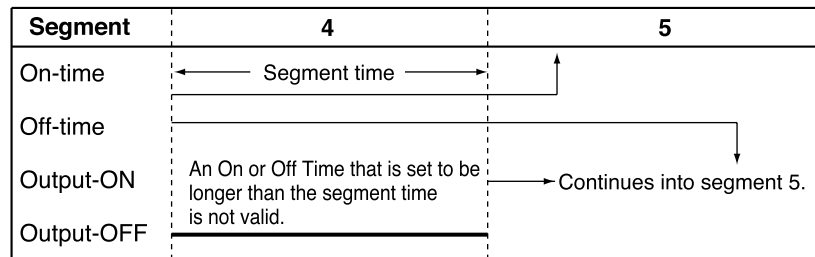 Segment 4 5
On-time Segment time
Off-time
Output-ON
An On or Off Time that is set to be
longer than the segment time
is not valid.
Continues into segment 5.
Output-OFF